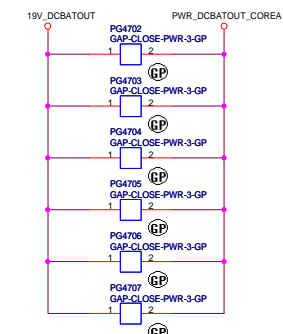 19V_DCBATOUT PWR_DCBATOUT_COREA
PG4702
GAP-CLOSE-PWR-3-GP
1 2
GP
PG4703
GAP-CLOSE-PWR-3-GP
1 2
GP
PG4704
GAP-CLOSE-PWR-3-GP
1 2
GP
PG4705
GAP-CLOSE-PWR-3-GP
1 2
GP
PG4706
GAP-CLOSE-PWR-3-GP
1 2
GP
PG4707
GAP-CLOSE-PWR-3-GP
1 2
GP